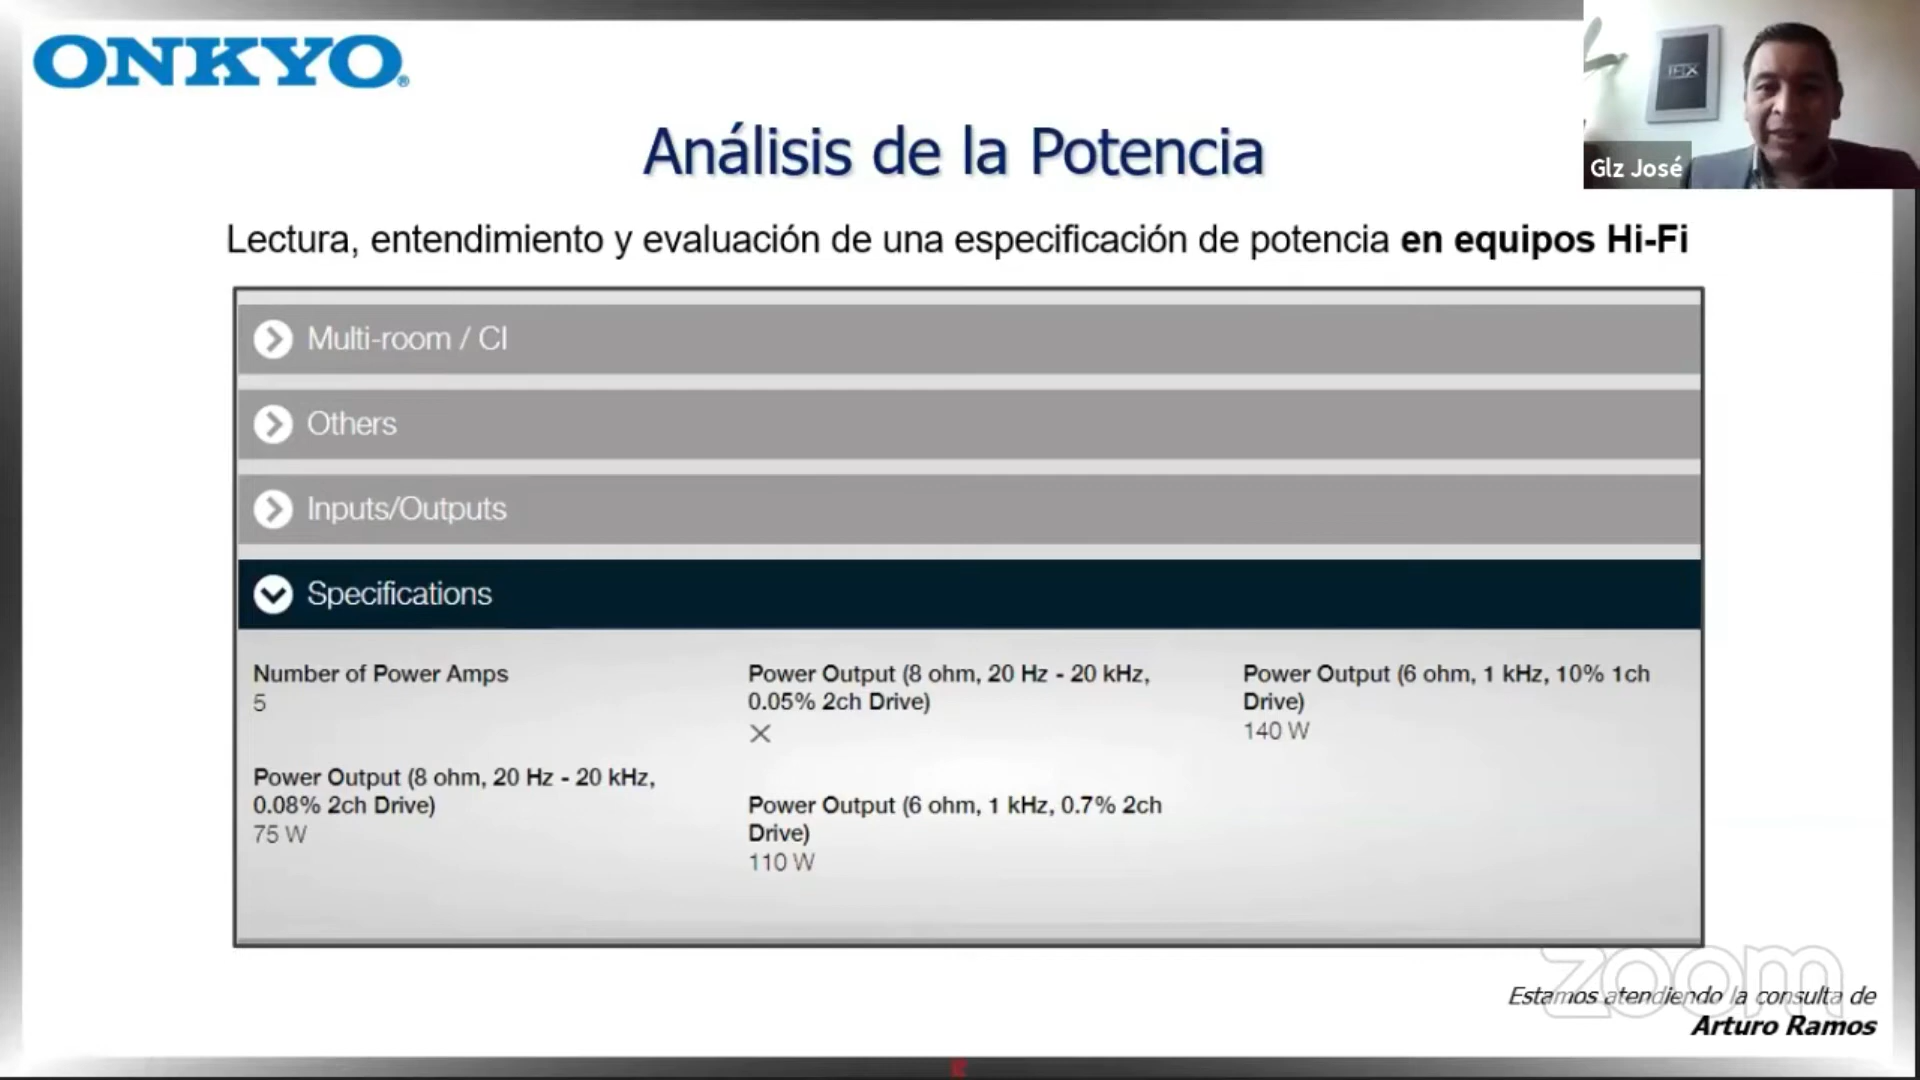 ONKYO®
IFIX
Glz José
Análisis de la Potencia
Lectura, entendimiento y evaluación de una especificación de potencia en equipos Hi-Fi
Multi-room / CI
Others
Inputs/Outputs
Specifications
Number of Power Amps
5
Power Output (8 ohm, 20 Hz - 20 kHz,
0.08% 2ch Drive)
75 W
Power Output (8 ohm, 20 Hz - 20 kHz,
0.05% 2ch Drive)
X
Power Output (6 ohm, 1 kHz, 0.7% 2ch
Drive)
110 W
Power Output (6 ohm, 1 kHz, 10% 1ch
Drive)
140 W
zoom
Estamos atendiendo la consulta de
Arturo Ramos